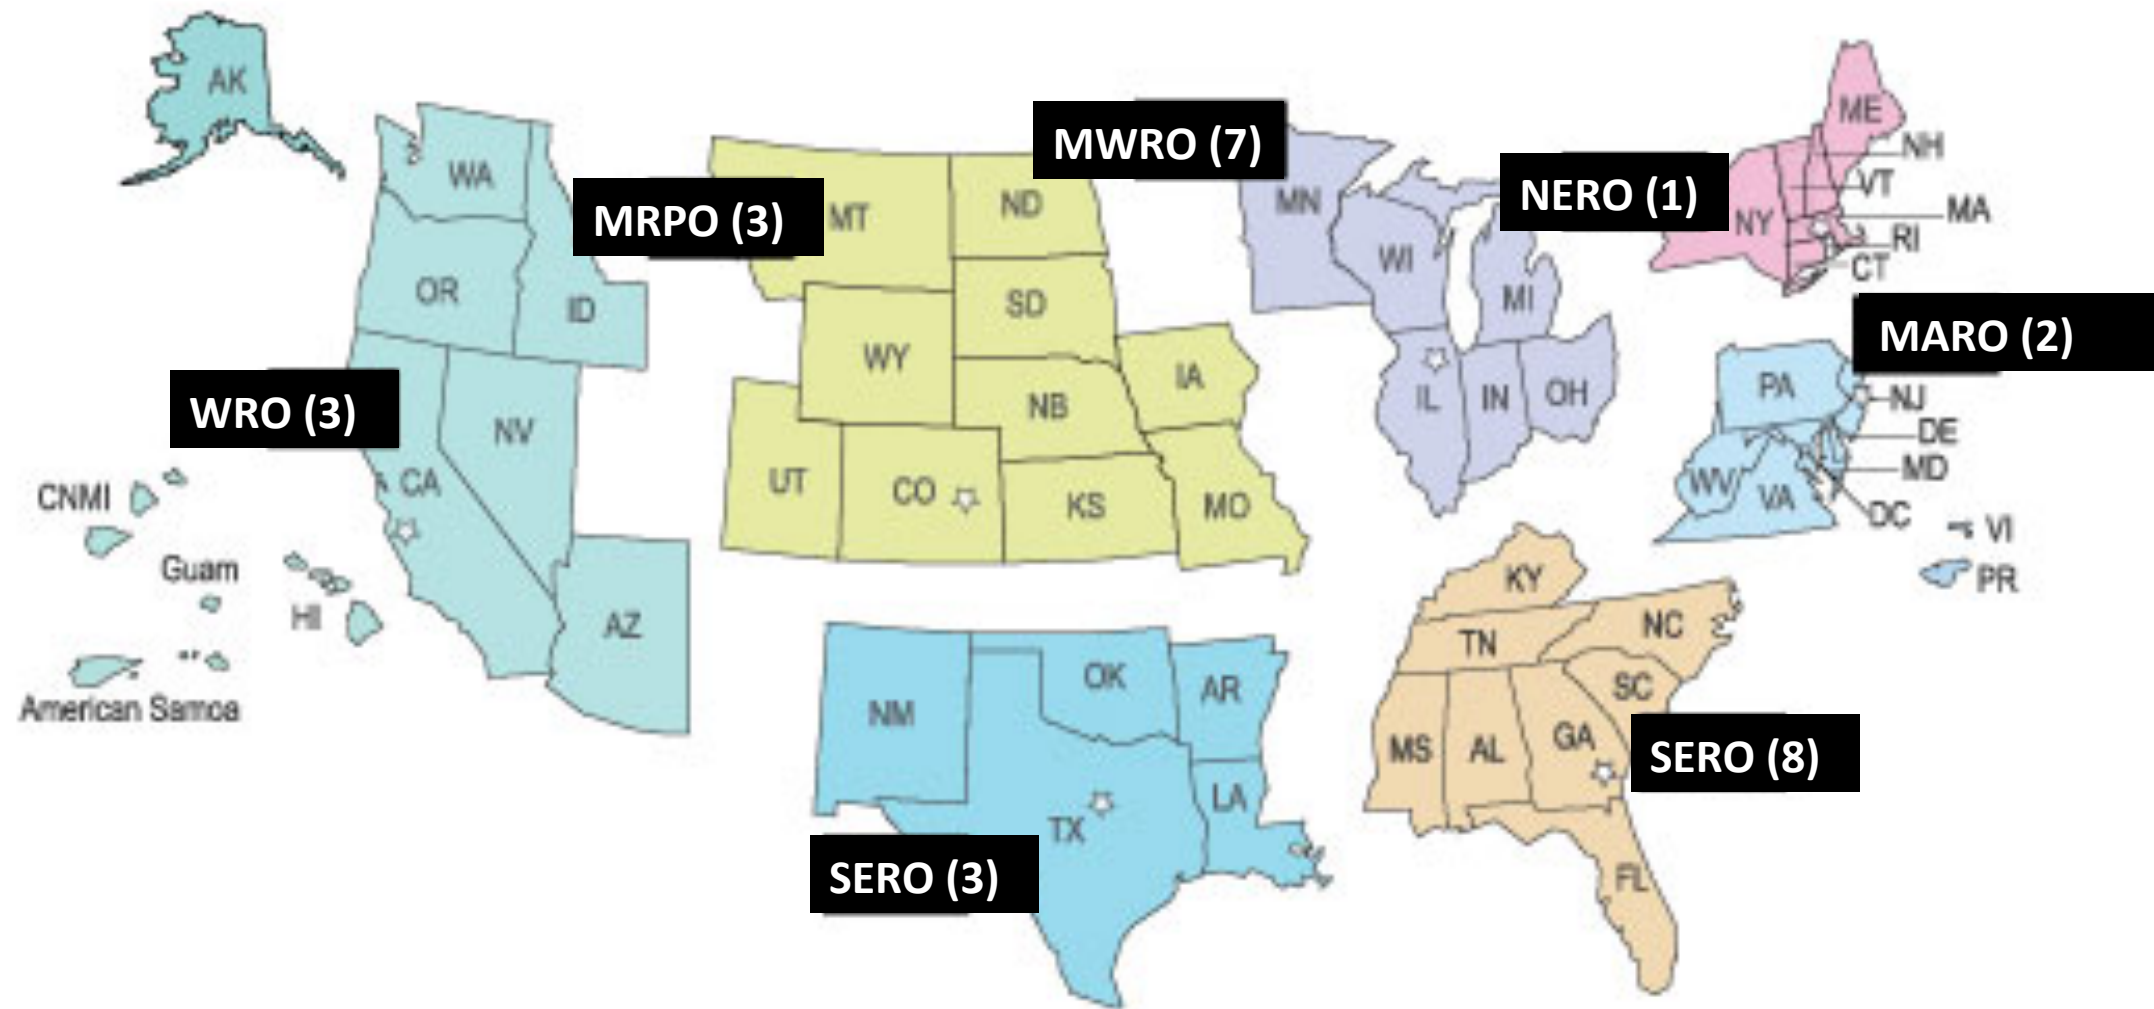 AK
WA
OR
ID
WRO (3)
NV
CA
AZ
CNMI
Guam
HI
American Samoa
MRPO (3)
MT
ND
SD
WY
NB
IA
UT
CO
KS
MO
MWRO (7)
MN
WI
MI
IL
IN
OH
NERO (1)
ME
NH
VT
MA
NY
RI
CT
MARO (2)
PA
NJ
DE
MD
WV
VA
DC
VI
PR
NM
OK
AR
TX
LA
SERO (3)
KY
TN
NC
SC
MS
AL
GA
SERO (8)
FL